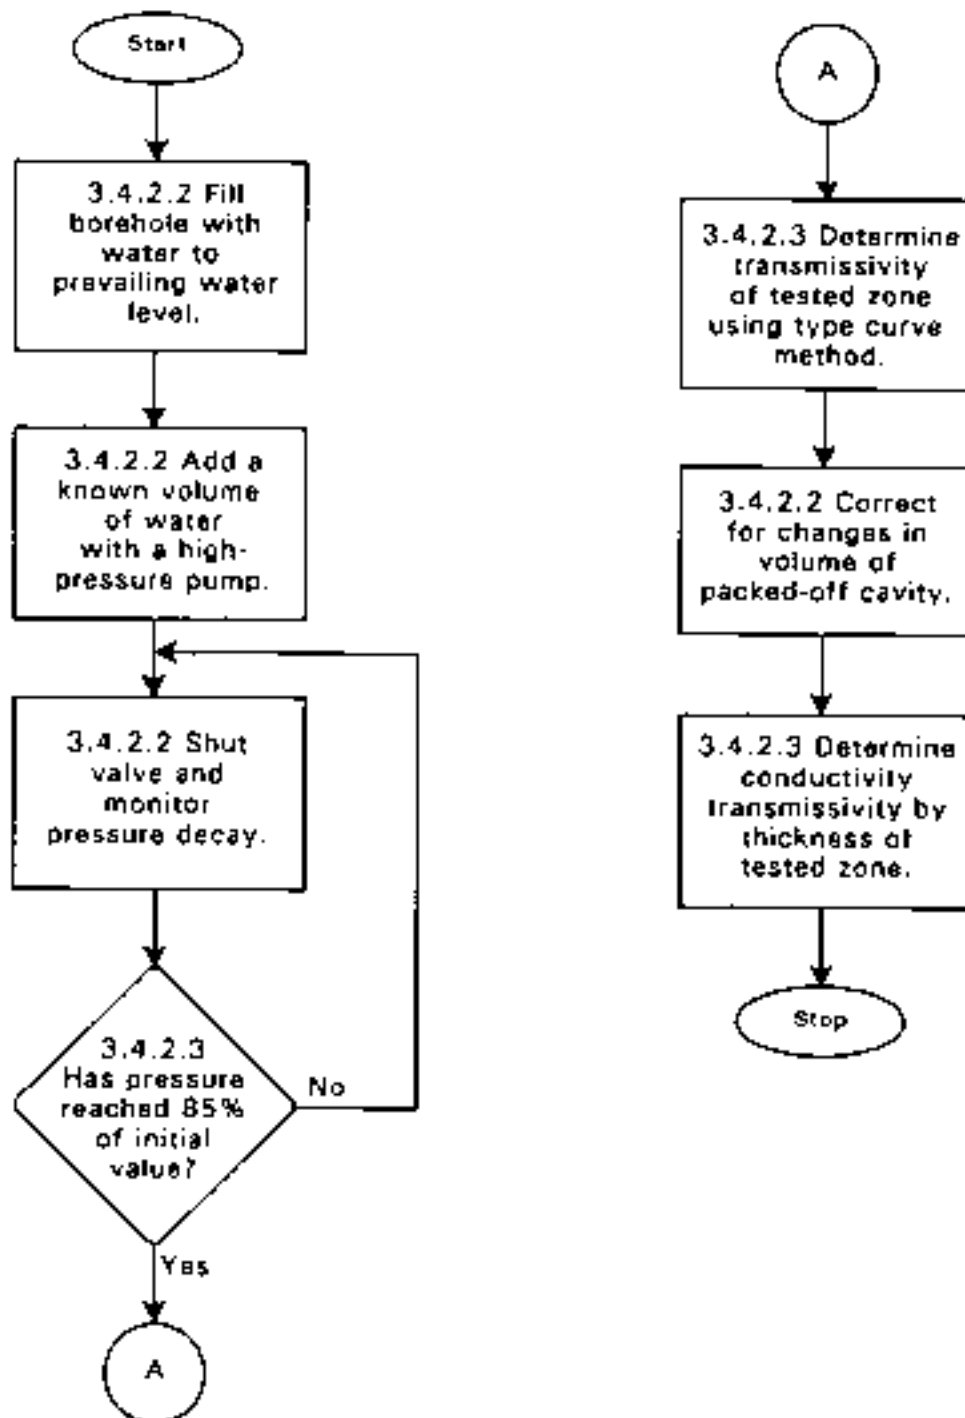 Start
3.4.2.2 Fill
borehole with
water to
prevailing water
level.
3.4.2.2 Add a
known volume
of water
with a high-
pressure pump.
3.4.2.2 Shut
valve and
monitor
pressure decay.
3.4.2.3
Has pressure
reached 85%
of initial
value?
No
Yes
A
A
3.4.2.3 Determine
transmissivity
of tested zone
using type curve
method.
3.4.2.2 Correct
for changes in
volume of
packed-off cavity.
3.4.2.3 Determine
conductivity
transmissivity by
thickness of
tested zone.
Stop